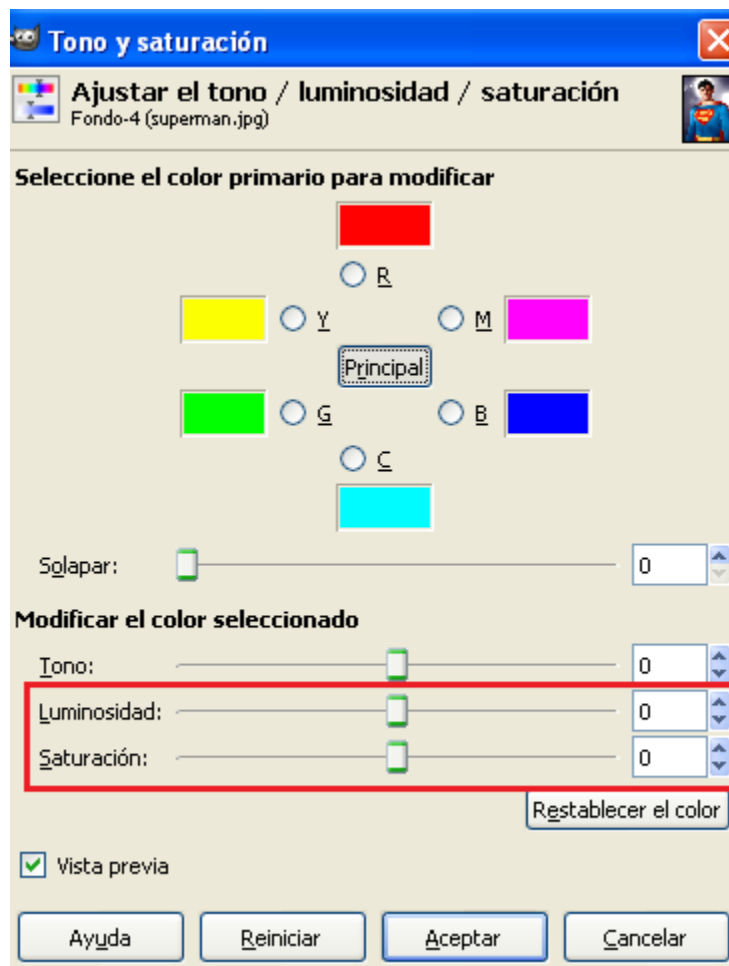 Tono y saturación
Ajustar el tono / luminosidad / saturación
Fondo-4 (superman.jpg)
Seleccione el color primario para modificar
R
Y M
Principal
G B
C
Solapar: 0
Modificar el color seleccionado
Tono: 0
Luminosidad: 0
Saturación: 0
Restablecer el color
Vista previa
Ayuda Reiniciar Aceptar Cancelar